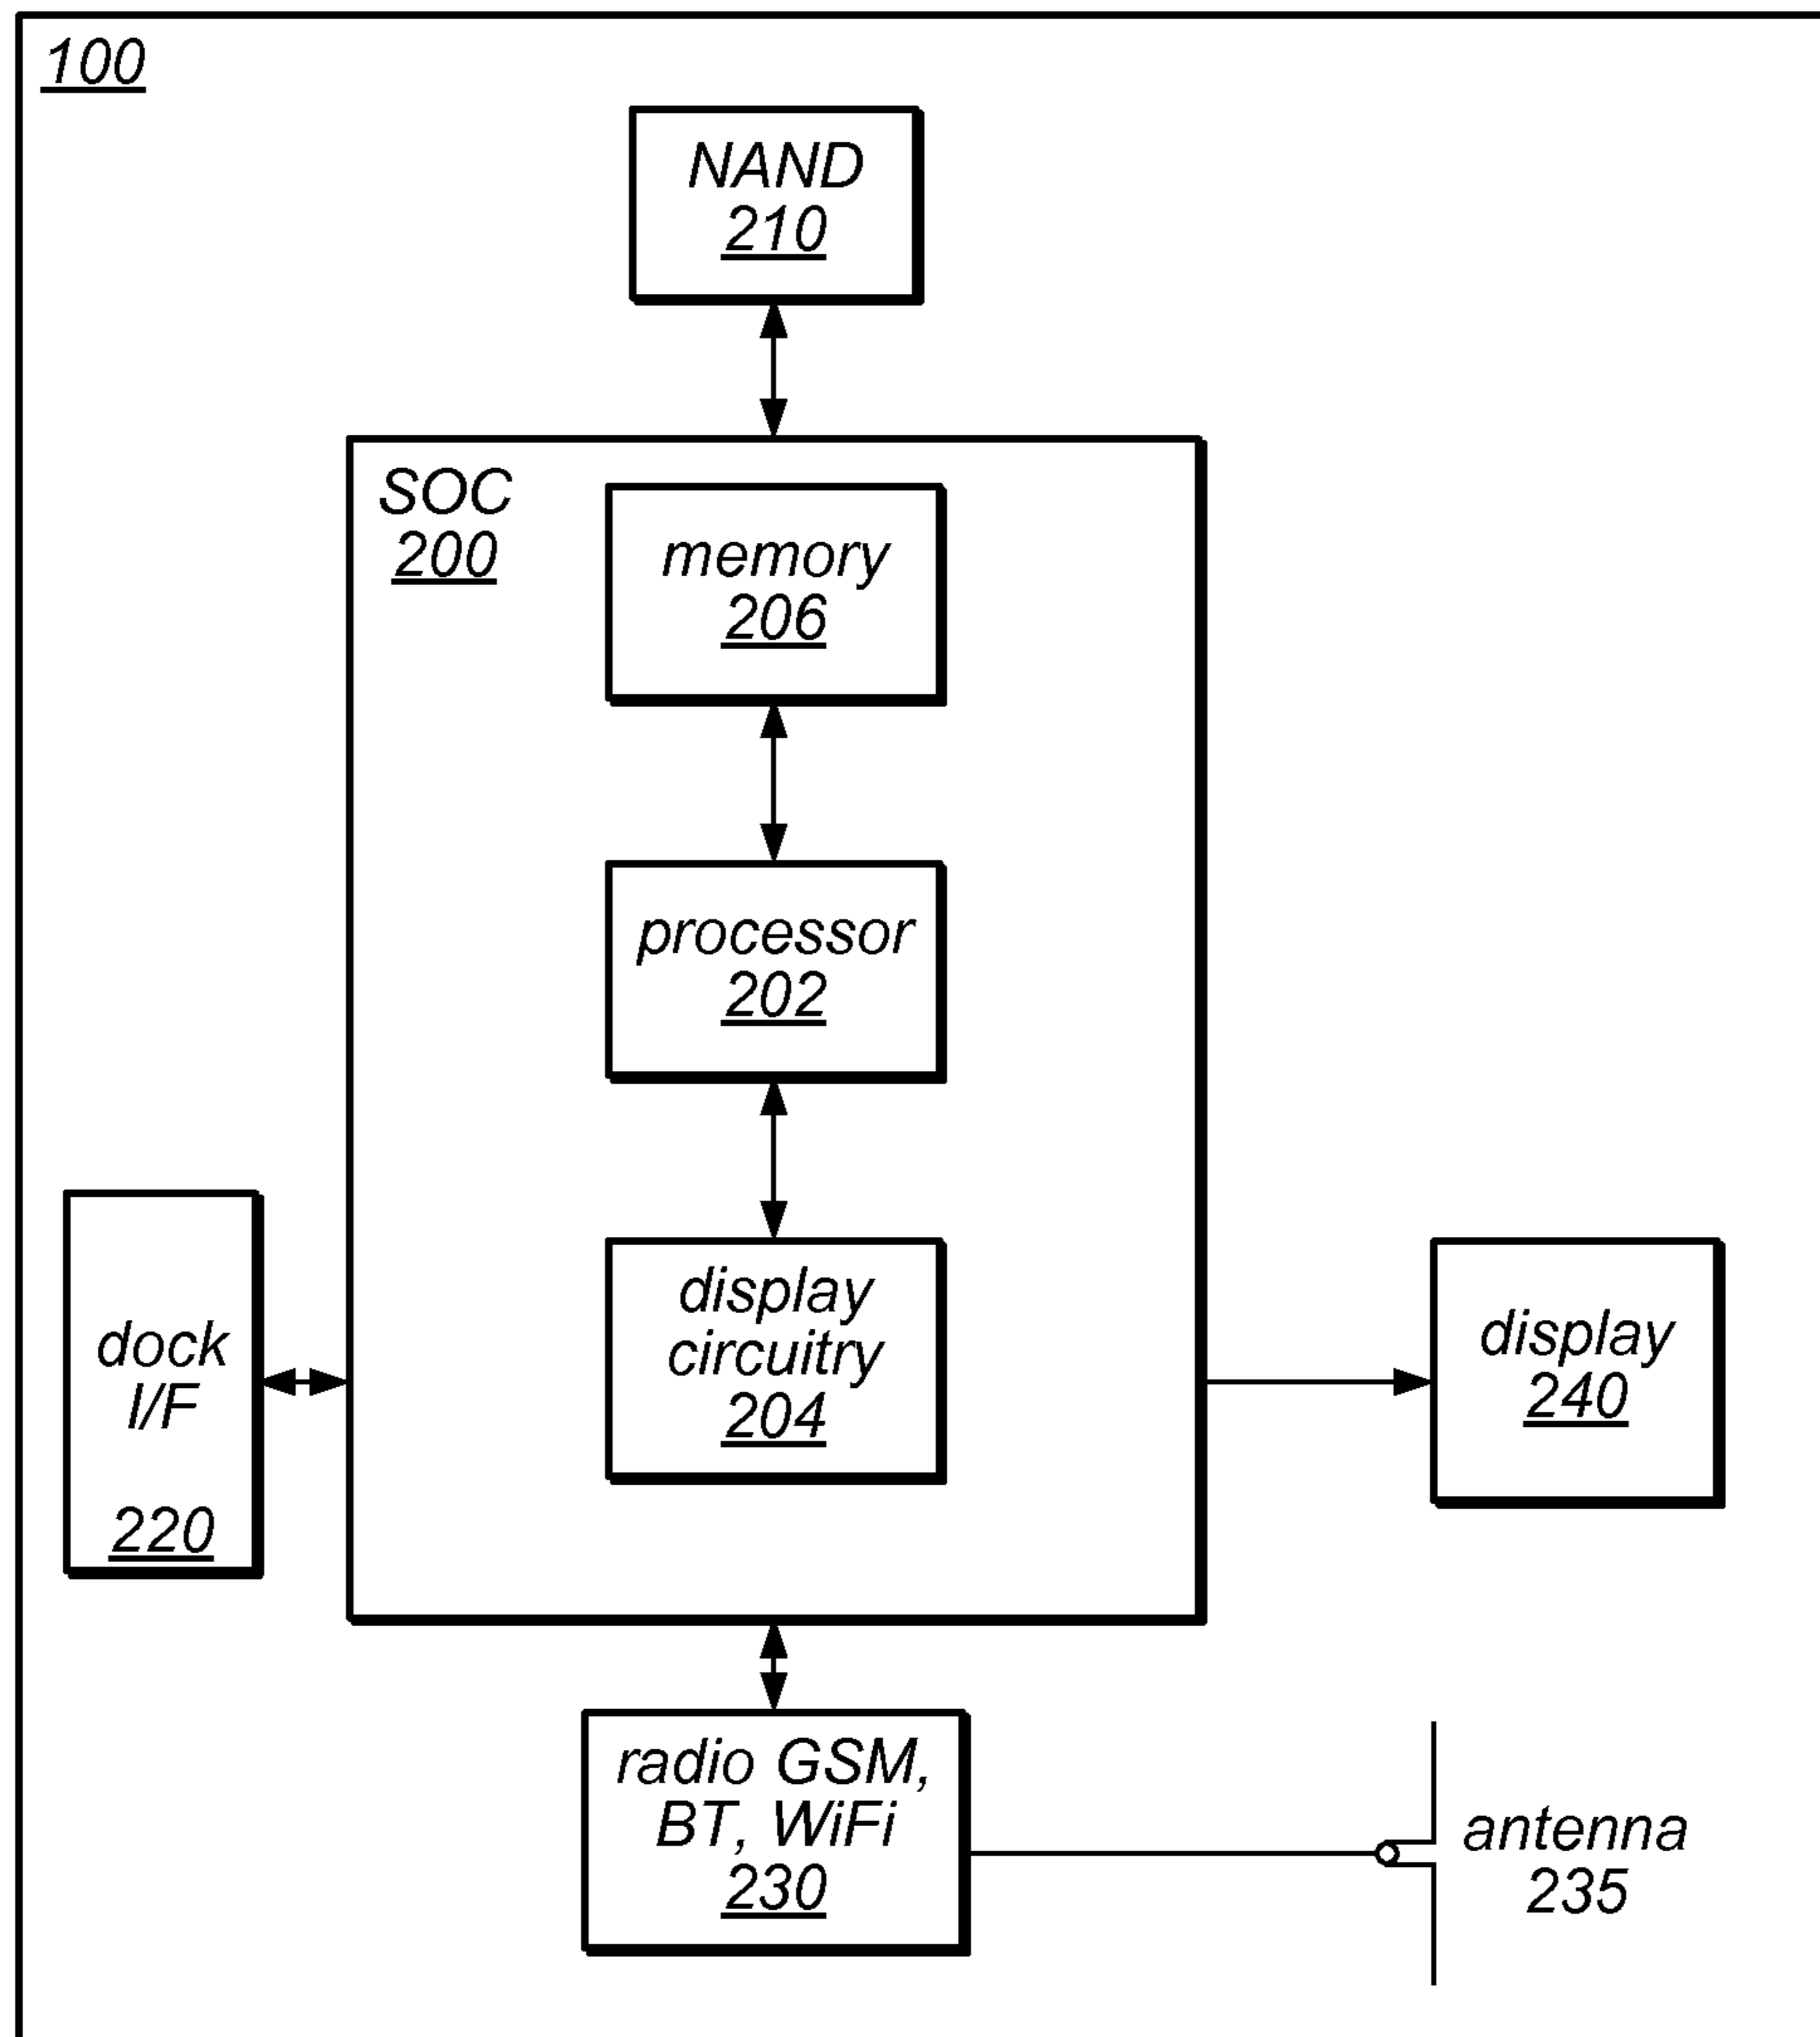 100
NAND
210
SOC
200
memory
206
processor
202
display
circuitry
204
dock
I/F
220
display
240
radio GSM,
BT, WiFi
230
antenna
235